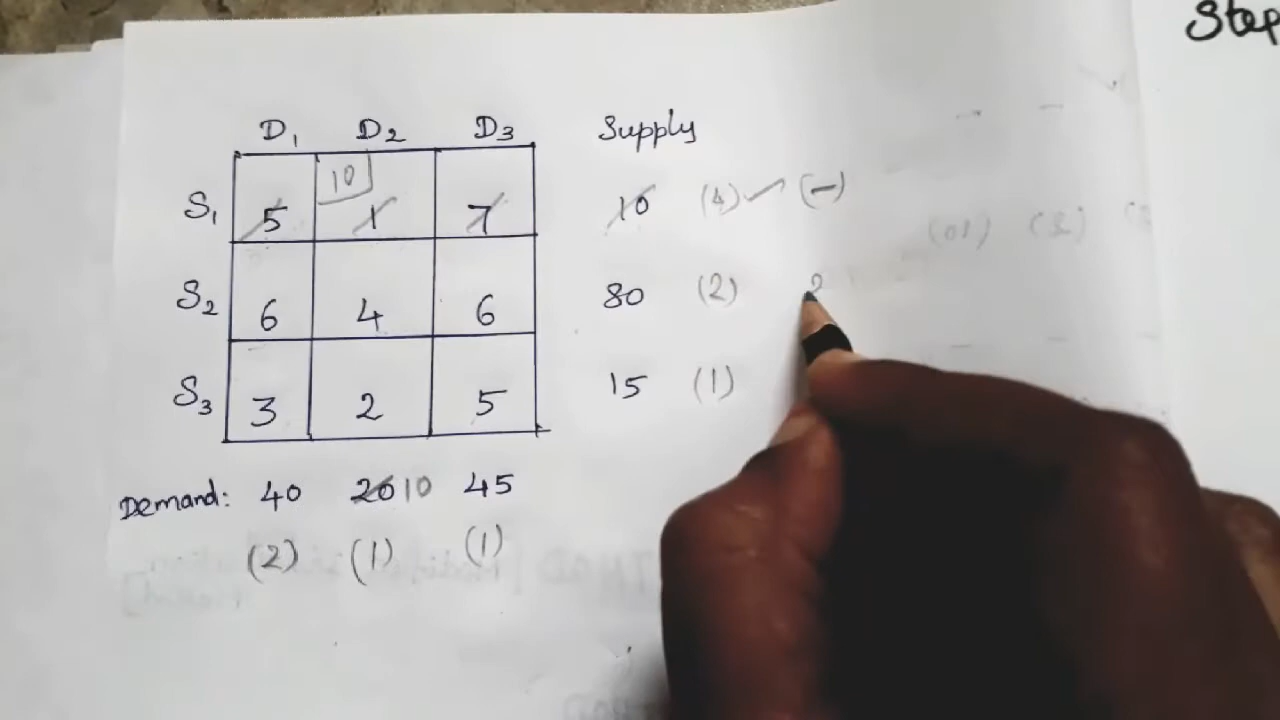 Step
D1 D2 D3 Supply
10
S1 5 1 7 10 (4) ✓ (-)
S2 6 4 6 80 (2) 2
S3 3 2 5 15 (1)
Demand: 40 20 10 45
(2) (1) (1)